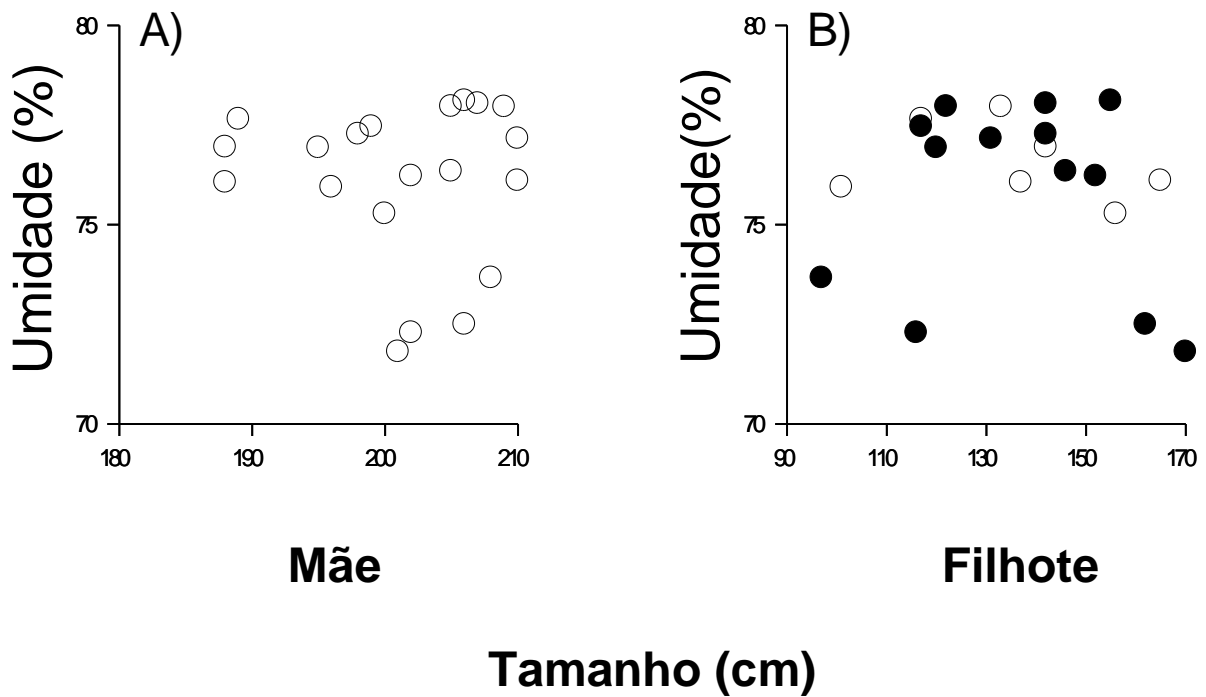 A)
Umidade (%)
80
75
70
180 190 200 210
Mãe
B)
Umidade(%)
80
75
70
90 110 130 150 170
Filhote
Tamanho (cm)